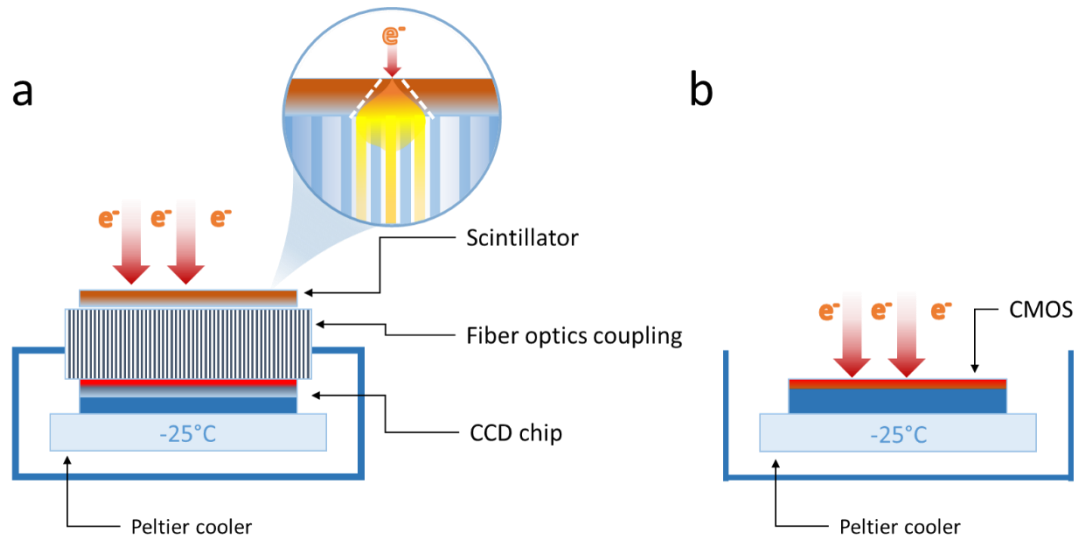 a
e-
e- e- e-
Scintillator
Fiber optics coupling
CCD chip
-25°C
Peltier cooler
b
e- e- e-
CMOS
-25°C
Peltier cooler